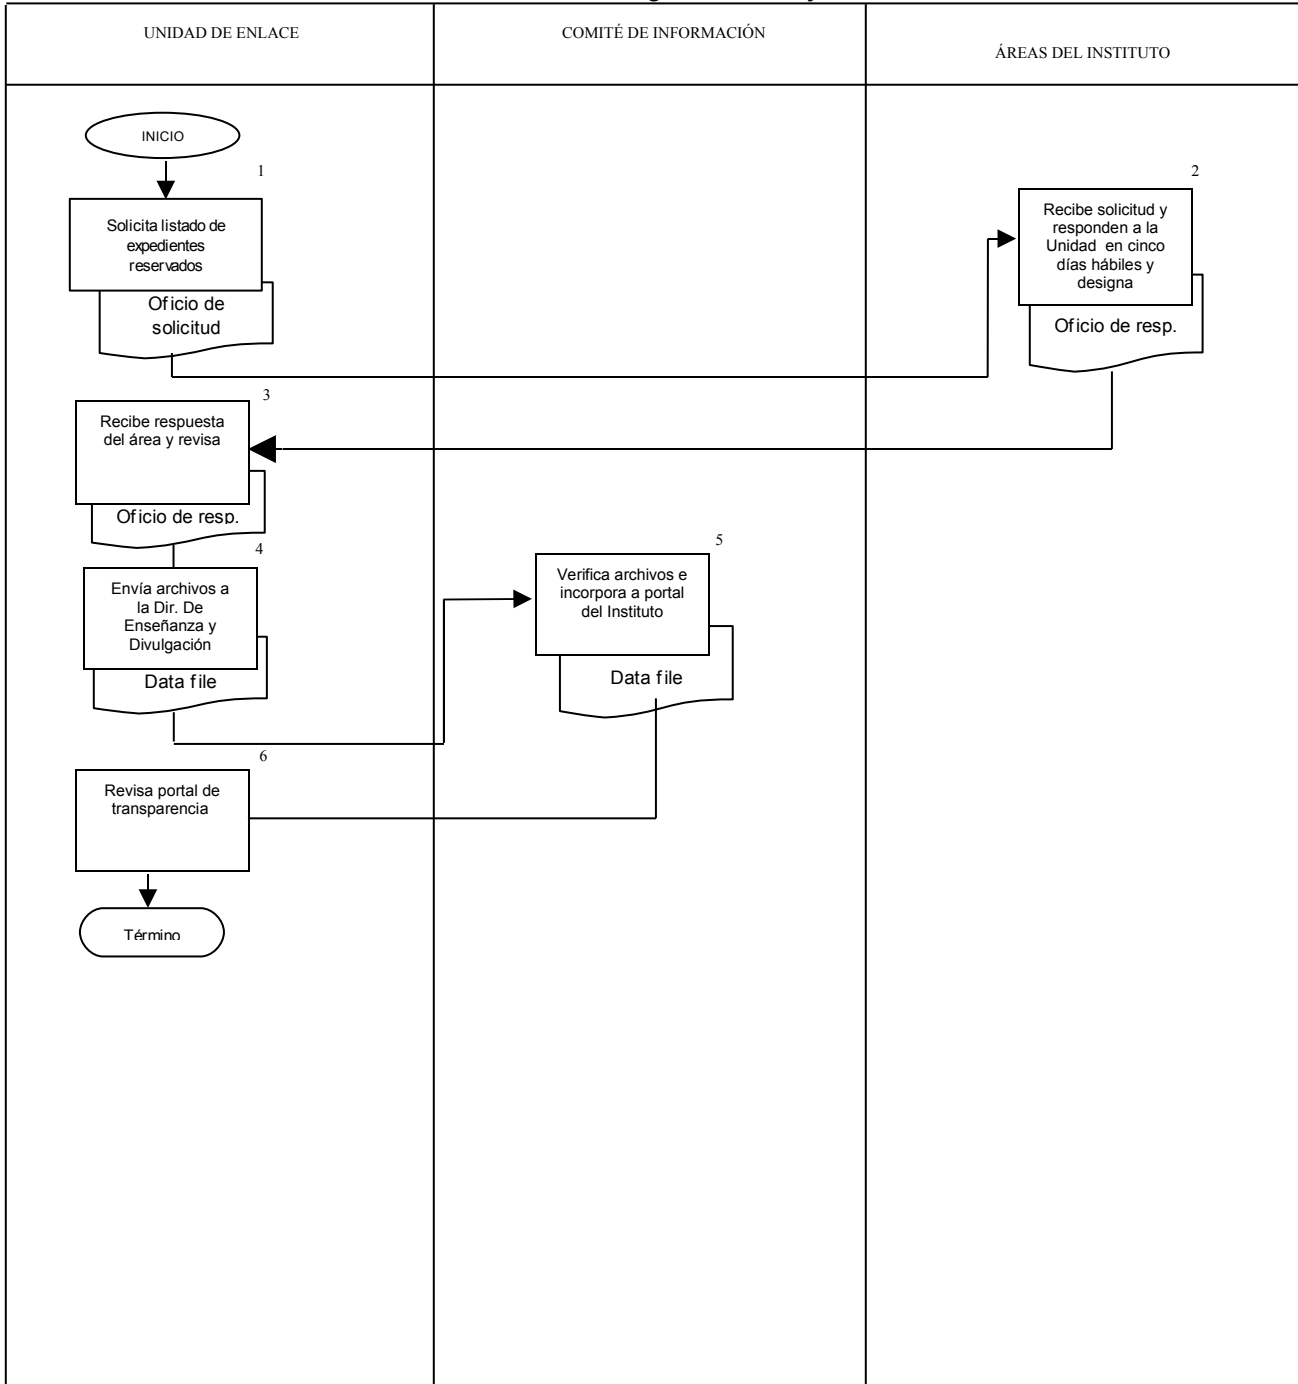 UNIDAD DE ENLACE
COMITÉ DE INFORMACIÓN
ÁREAS DEL INSTITUTO
INICIO
1
Solicita listado de
expedientes
reservados
Oficio de
solicitud
2
Recibe solicitud y
responden a la
Unidad en cinco
días hábiles y
designa
Oficio de resp.
3
Recibe respuesta
del área y revisa
Oficio de resp.
4
Envía archivos a
la Dir. De
Enseñanza y
Divulgación
Data file
5
Verifica archivos e
incorpora a portal
del Instituto
Data file
6
Revisa portal de
transparencia
Término